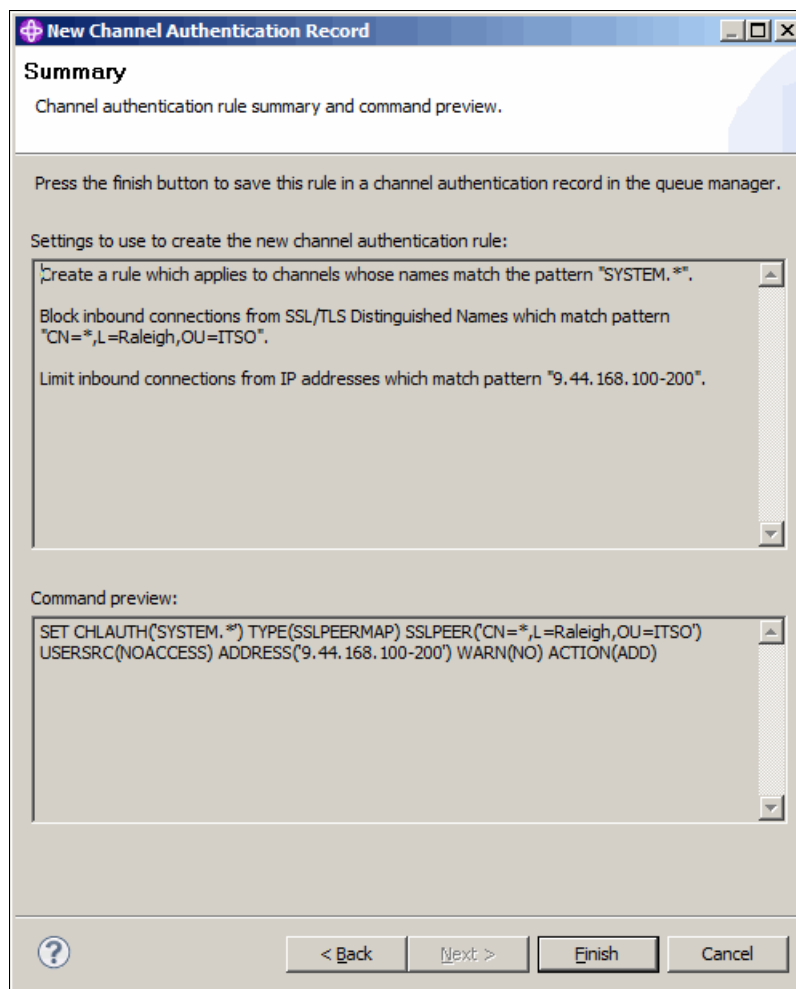 New Channel Authentication Record
Summary
Channel authentication rule summary and command preview.
Press the finish button to save this rule in a channel authentication record in the queue manager.
Settings to use to create the new channel authentication rule:
Create a rule which applies to channels whose names match the pattern "SYSTEM.*".
Block inbound connections from SSL/TLS Distinguished Names which match pattern
"CN=*,L=Raleigh,OU=ITSO".
Limit inbound connections from IP addresses which match pattern "9.44.168.100-200".
Command preview:
SET CHLAUTH('SYSTEM.*') TYPE(SSLPEERMAP) SSLPEER('CN=*,L=Raleigh,OU=ITSO')
USERSRC(NOACCESS) ADDRESS('9.44.168.100-200') WARN(NO) ACTION(ADD)
?
< Back
Next >
Finish
Cancel